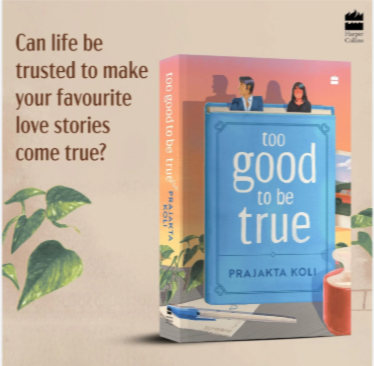 Can life be
trusted to make
your favourite
love stories
come true?
Harper
Collins
too good to be true PRAJAKTA
KOLI
too
good
to be
true
PRAJAKTA KOLI